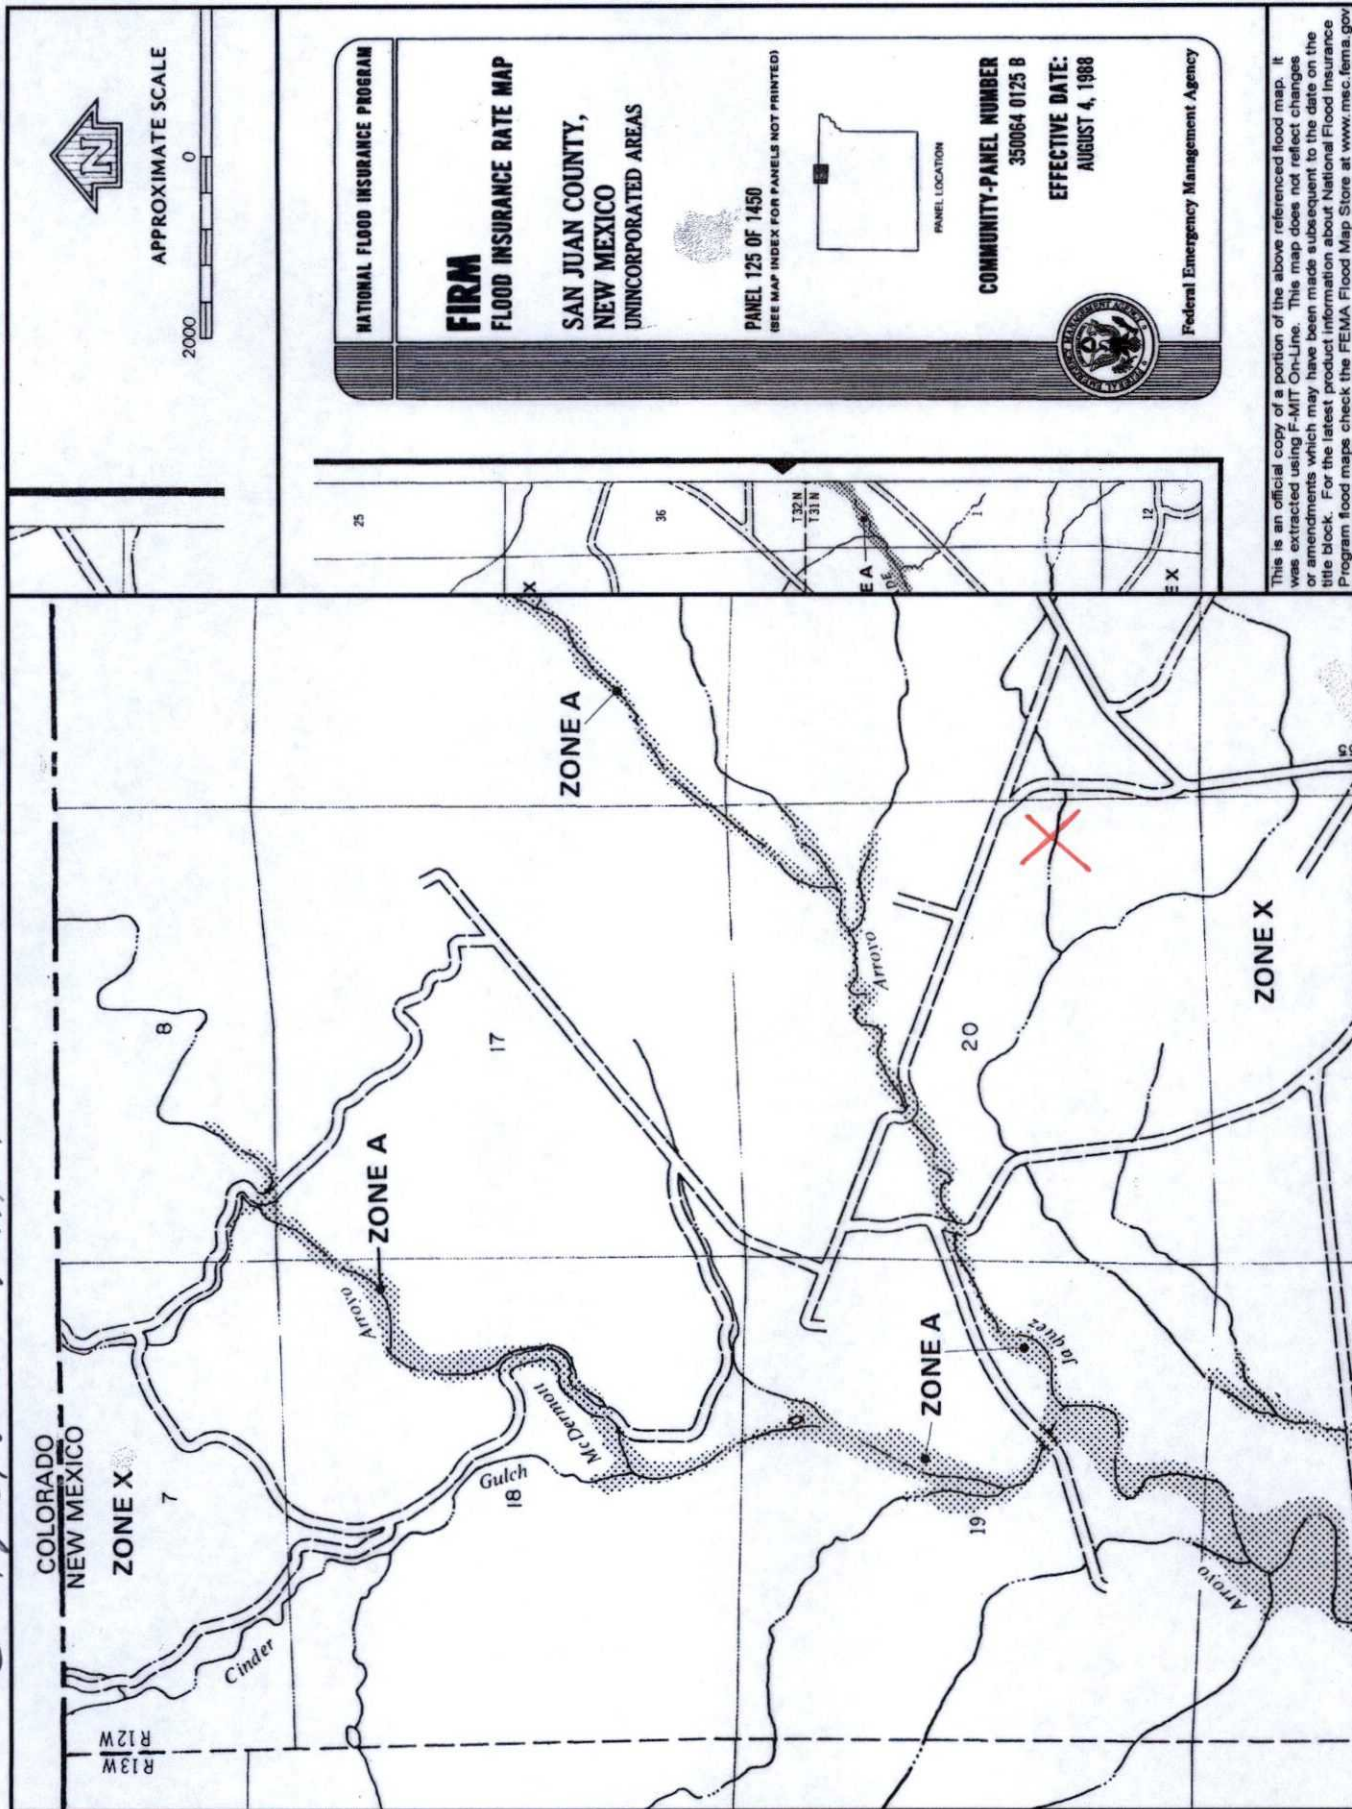 COLORADO
NEW MEXICO
ZONE X
7
8
17
18
19
20
R12W
R13W
Cinder
Gulch
McDermott
Arroyo
ZONE A
ZONE A
ZONE A
Arroyo
Jaquez
Arroyo
ZONE X
25
36
T32N
T31N
1
12
E A
DE
X
E X
N
APPROXIMATE SCALE
2000 0
NATIONAL FLOOD INSURANCE PROGRAM
FIRM
FLOOD INSURANCE RATE MAP
SAN JUAN COUNTY,
NEW MEXICO
UNINCORPORATED AREAS
PANEL 125 OF 1450
(SEE MAP INDEX FOR PANELS NOT PRINTED)
PANEL LOCATION
COMMUNITY-PANEL NUMBER
350064 0125 B
EFFECTIVE DATE:
AUGUST 4, 1988
FEDERAL EMERGENCY MANAGEMENT AGENCY
Federal Emergency Management Agency
This is an official copy of a portion of the above referenced flood map. It
was extracted using F-MIT On-Line. This map does not reflect changes
or amendments which may have been made subsequent to the date on the
title block. For the latest product information about National Flood Insurance
Program flood maps check the FEMA Flood Map Store at www.msc.fema.gov